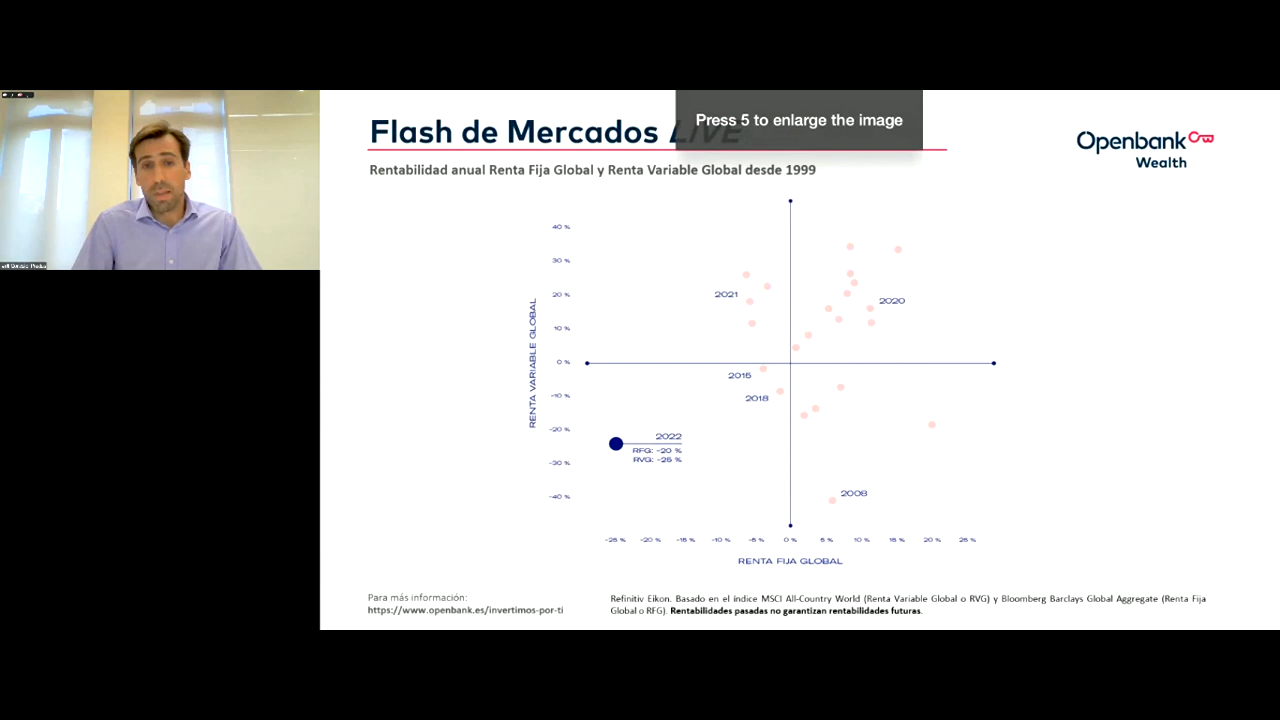 Press 5 to enlarge the image
Flash de Mercados LIVE
Openbank
Wealth
Rentabilidad anual Renta Fija Global y Renta Variable Global desde 1999
RENTA VARIABLE GLOBAL
40 %
30 %
20 %
10 %
0 %
-10 %
-20 %
-30 %
-40 %
2021
2020
2015
2018
2022
RFG: -20 %
RVG: -25 %
2008
-25 %
-20 %
-15 %
-10 %
-5 %
0 %
5 %
10 %
15 %
20 %
25 %
RENTA FIJA GLOBAL
Para más información:
https://www.openbank.es/invertimos-por-ti
Refinitiv Eikon. Basado en el índice MSCI All-Country World (Renta Variable Global o RVG) y Bloomberg Barclays Global Aggregate (Renta Fija
Global o RFG). Rentabilidades pasadas no garantizan rentabilidades futuras.